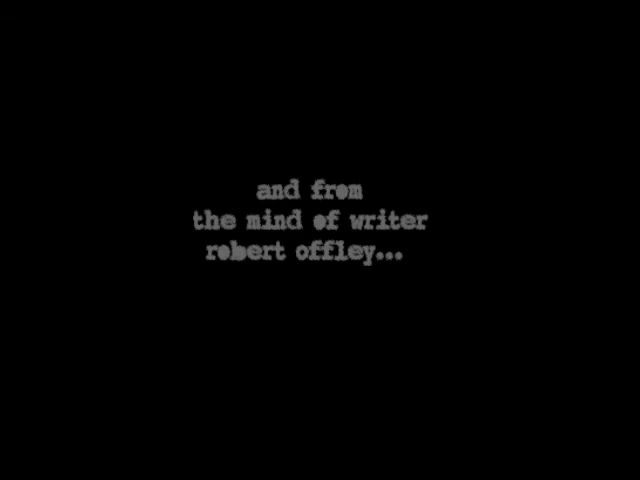 and from
the mind of writer
robert offley...